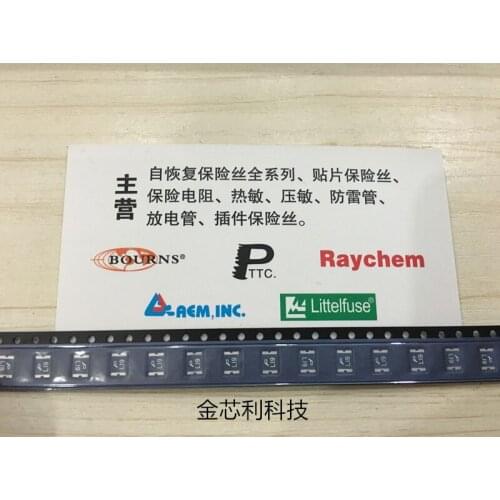 主营
自恢复保险丝全系列、贴片保险丝、
保险电阻、热敏、压敏、防雷管、
放电管、插件保险丝。
BOURNS®
PTTC.
Raychem
AEM, INC.
Littelfuse®
金芯利科技